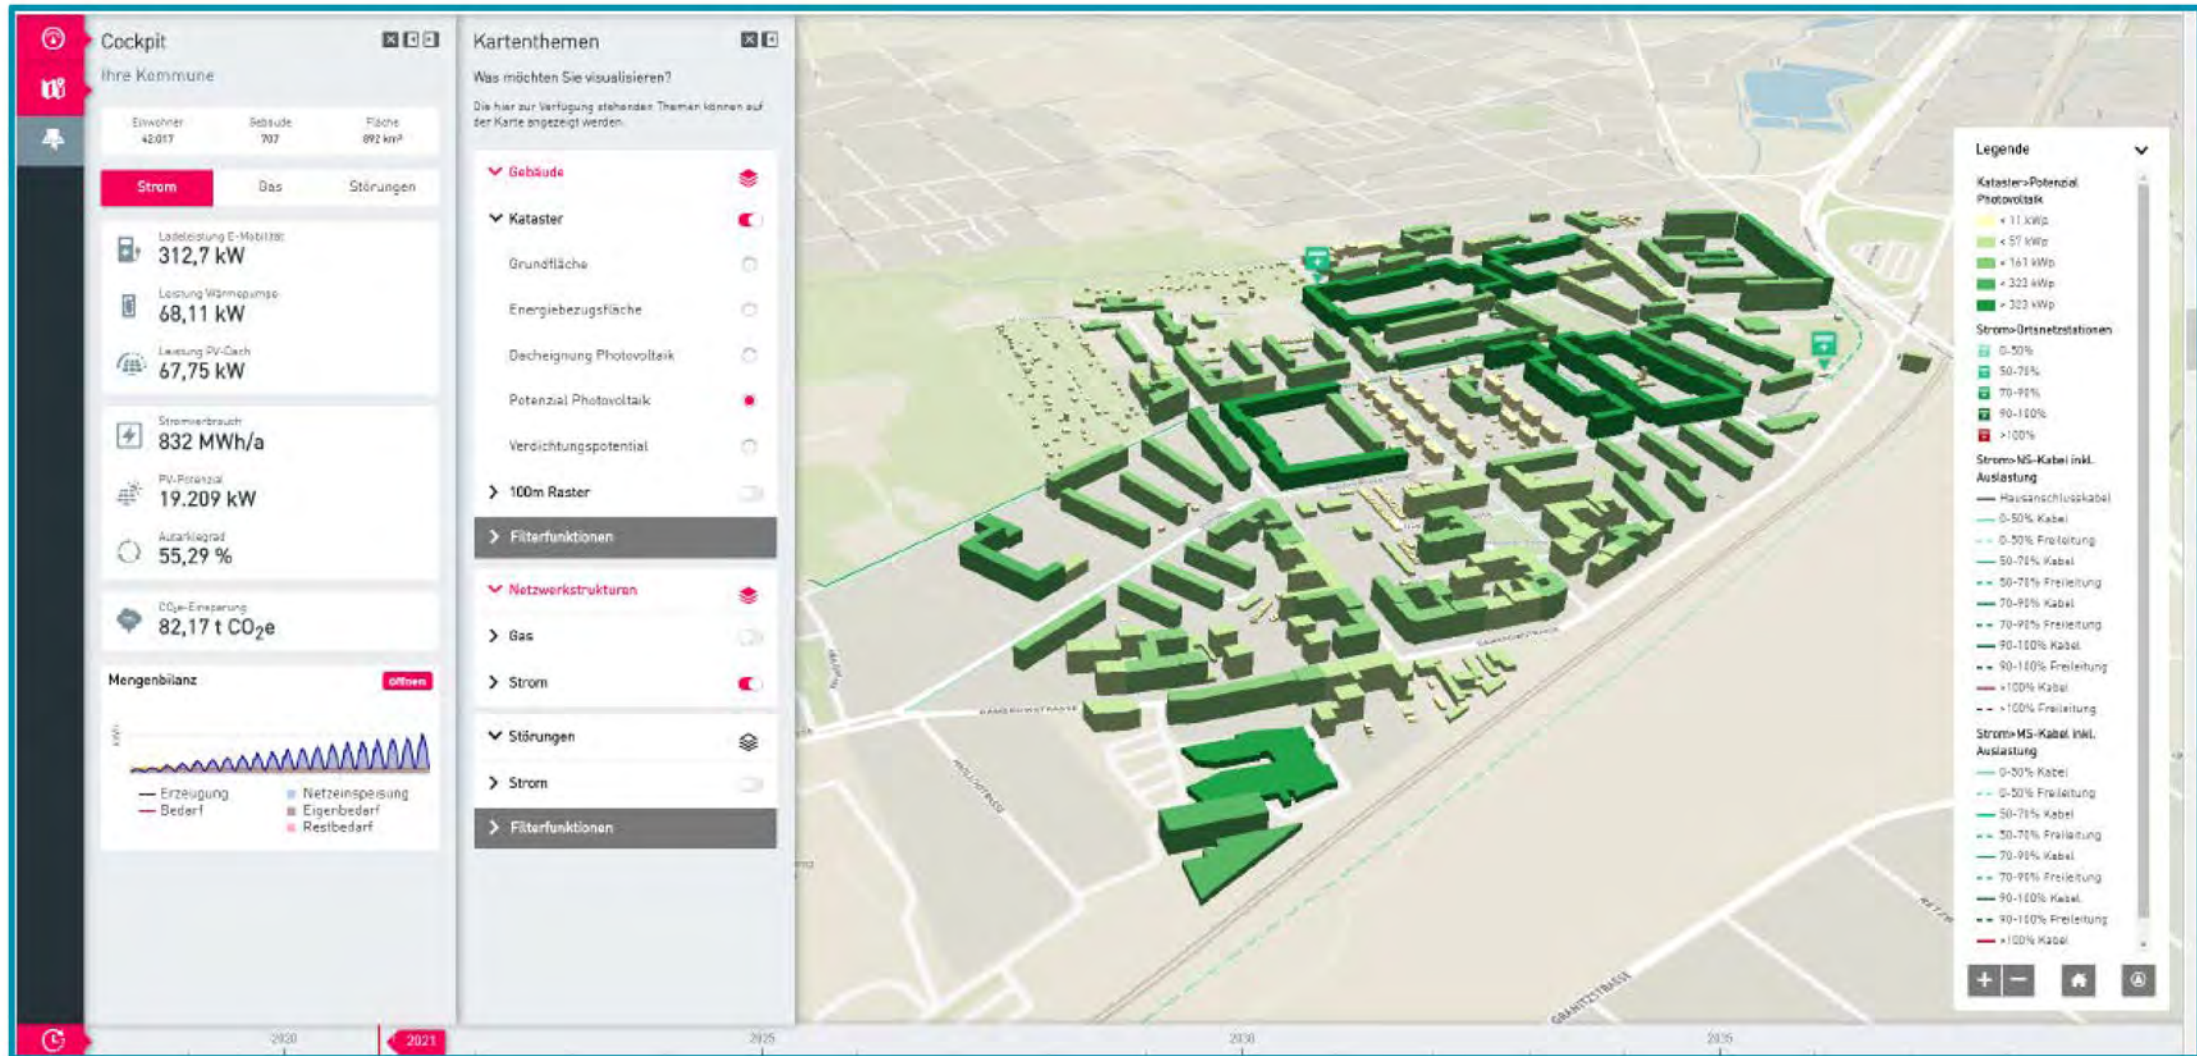 Cockpit
Ihre Kommune
Einwohner
42.017
Gebäude
707
Fläche
892 km²
Strom
Gas
Störungen
Ladeleistung E-Mobilität
312,7 kW
Leistung Wärmepumpe
68,11 kW
Leistung PV-Dach
67,75 kW
Stromverbrauch
832 MWh/a
PV-Potenzial
19.209 kW
Autarkiegrad
55,29 %
CO₂e-Einsparung
82,17 t CO₂e
Mengenbilanz
öffnen
kWh
Erzeugung
Bedarf
Netzeinspeisung
Eigenbedarf
Restbedarf
Kartenthemen
Was möchten Sie visualisieren?
Die hier zur Verfügung stehenden Themen können auf
der Karte angezeigt werden.
Gebäude
Kataster
Grundfläche
Energiebezugsfläche
Dacheignung Photovoltaik
Potenzial Photovoltaik
Verdichtungspotential
100m Raster
Filterfunktionen
Netzwerkstrukturen
Gas
Strom
Störungen
Strom
Filterfunktionen
GRANITZSTRASSE
Legende
Kataster>Potenzial
Photovoltaik
< 11 kWp
< 57 kWp
< 161 kWp
< 323 kWp
> 323 kWp
Strom>Ortsnetzstationen
0-50%
50-70%
70-90%
90-100%
>100%
Strom>NS-Kabel inkl.
Auslastung
Hausanschlusskabel
0-50% Kabel
0-50% Freileitung
50-70% Kabel
50-70% Freileitung
70-90% Kabel
70-90% Freileitung
90-100% Kabel
90-100% Freileitung
>100% Kabel
>100% Freileitung
Strom>MS-Kabel inkl.
Auslastung
0-50% Kabel
0-50% Freileitung
50-70% Kabel
50-70% Freileitung
70-90% Kabel
70-90% Freileitung
90-100% Kabel
90-100% Freileitung
>100% Kabel
2020
2021
2025
2030
2035